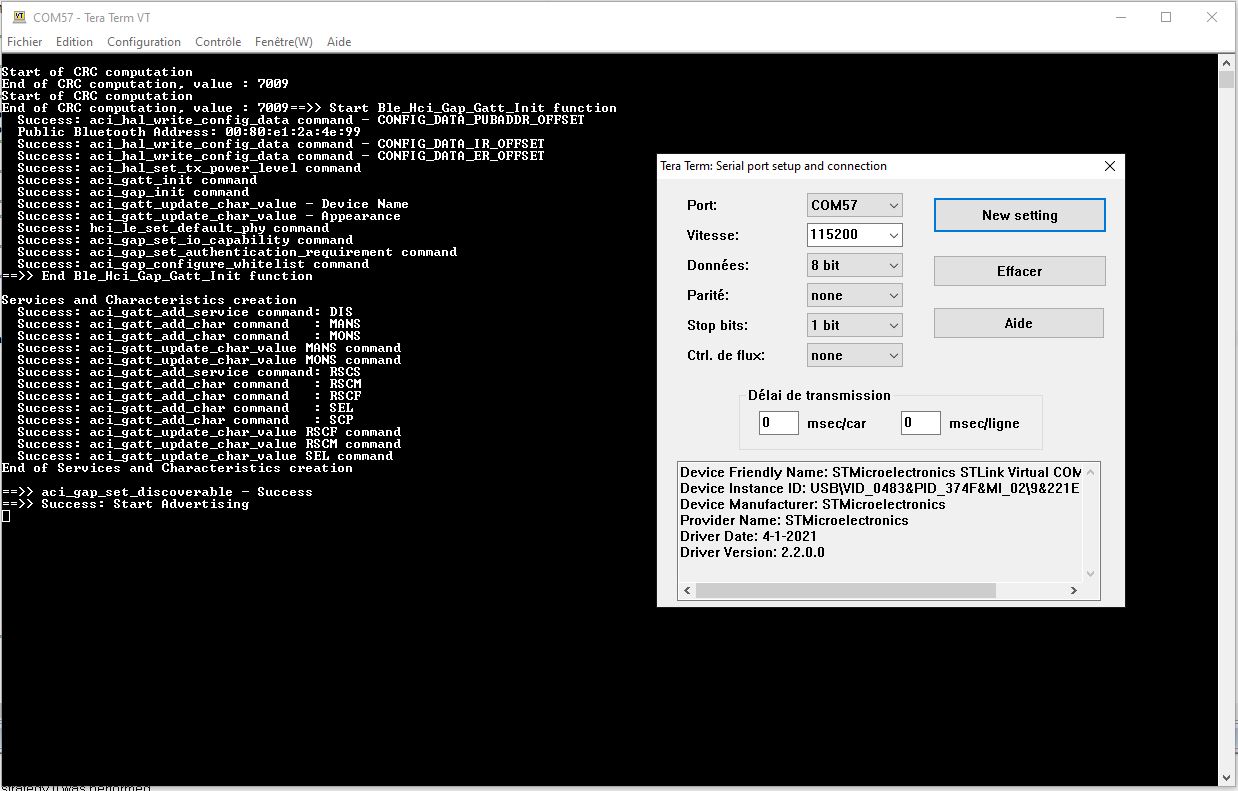 COM57 - Tera Term VT
Fichier Edition Configuration Contrôle Fenêtre(W) Aide
Start of CRC computation
End of CRC computation, value : 7009
Start of CRC computation
End of CRC computation, value : 7009==>> Start Ble_Hci_Gap_Gatt_Init function
Success: aci_hal_write_config_data command - CONFIG_DATA_PUBADDR_OFFSET
Public Bluetooth Address: 00:80:e1:2a:4e:99
Success: aci_hal_write_config_data command - CONFIG_DATA_IR_OFFSET
Success: aci_hal_write_config_data command - CONFIG_DATA_ER_OFFSET
Success: aci_hal_set_tx_power_level command
Success: aci_gatt_init command
Success: aci_gap_init command
Success: aci_gatt_update_char_value - Device Name
Success: aci_gatt_update_char_value - Appearance
Success: hci_le_set_default_phy command
Success: aci_gap_set_io_capability command
Success: aci_gap_set_authentication_requirement command
Success: aci_gap_configure_whitelist command
==>> End Ble_Hci_Gap_Gatt_Init function
Services and Characteristics creation
Success: aci_gatt_add_service command: DIS
Success: aci_gatt_add_char command : MANS
Success: aci_gatt_add_char command : MONS
Success: aci_gatt_update_char_value MANS command
Success: aci_gatt_update_char_value MONS command
Success: aci_gatt_add_service command: RSCS
Success: aci_gatt_add_char command : RSCM
Success: aci_gatt_add_char command : RSCF
Success: aci_gatt_add_char command : SEL
Success: aci_gatt_add_char command : SCP
Success: aci_gatt_update_char_value RSCF command
Success: aci_gatt_update_char_value RSCM command
Success: aci_gatt_update_char_value SEL command
End of Services and Characteristics creation
==>> aci_gap_set_discoverable - Success
==>> Success: Start Advertising
Tera Term: Serial port setup and connection
Port: COM57 New setting
Vitesse: 115200
Données: 8 bit Effacer
Parité: none
Stop bits: 1 bit Aide
Ctrl. de flux: none
Délai de transmission
0 msec/car 0 msec/ligne
Device Friendly Name: STMicroelectronics STLink Virtual COM
Device Instance ID: USB\VID_0483&PID_374F&MI_02\9&221E
Device Manufacturer: STMicroelectronics
Provider Name: STMicroelectronics
Driver Date: 4-1-2021
Driver Version: 2.2.0.0